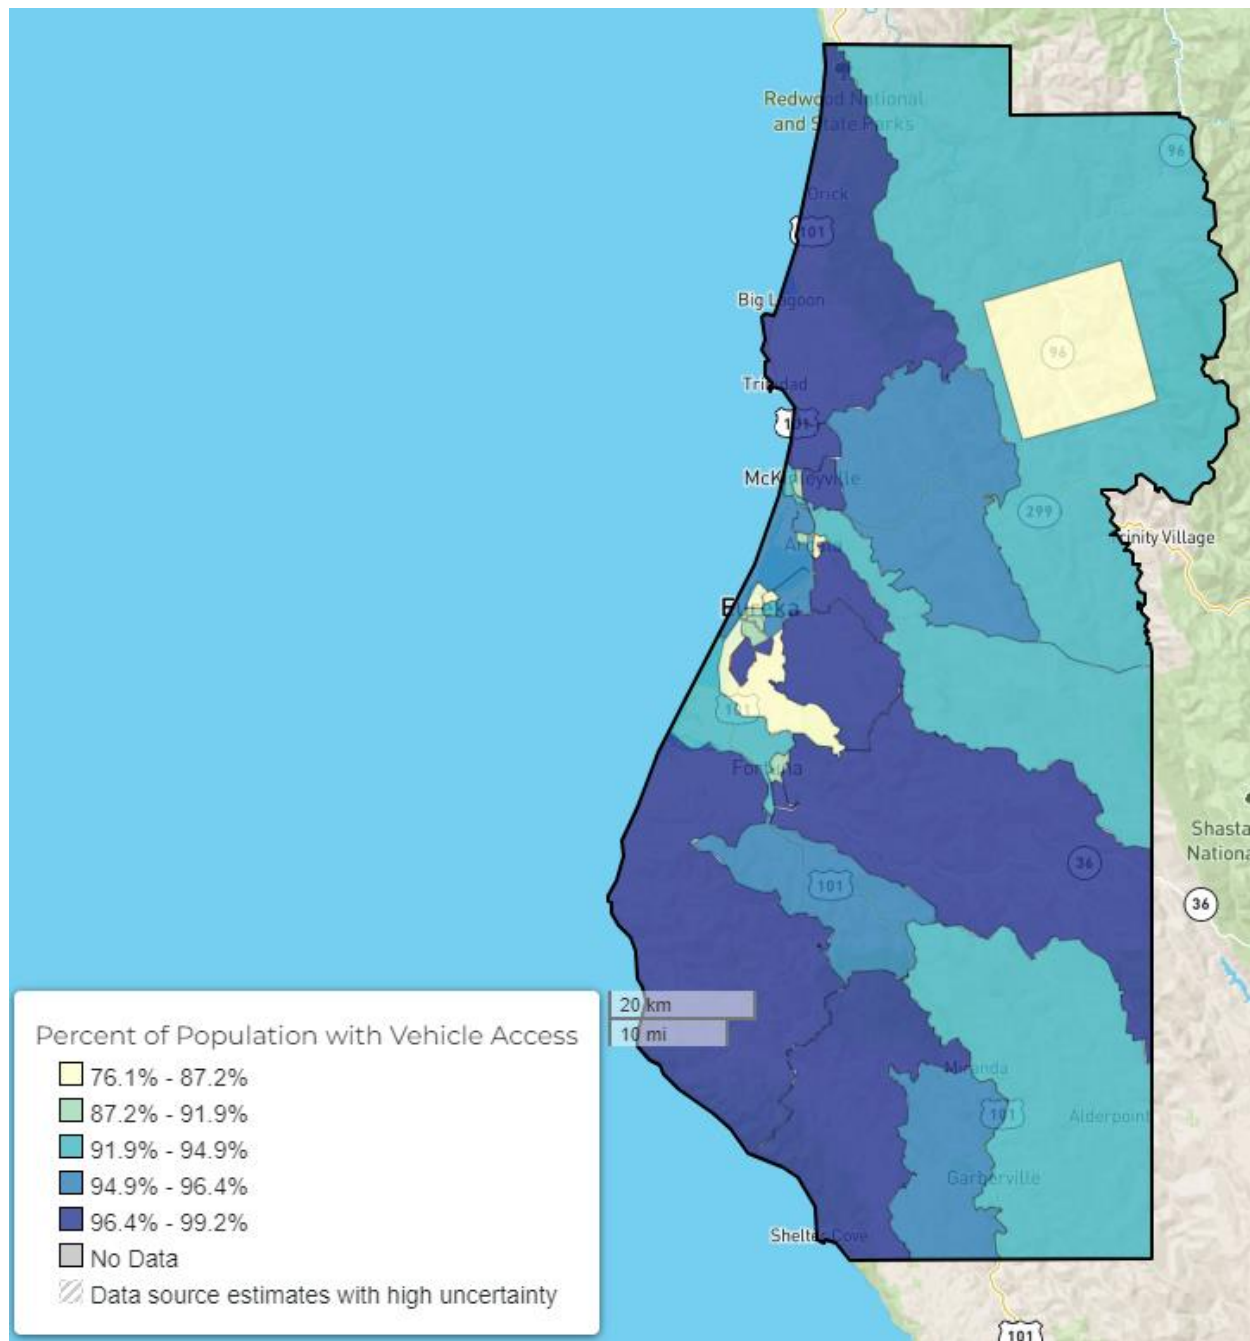 Redwood National
and State Parks
96
Orick
101
Big Lagoon
96
Trinidad
101
McKinleyville
299
Trinity Village
Arcata
Eureka
101
Fortuna
Shasta
National
36
101
36
20 km
10 mi
Percent of Population with Vehicle Access
76.1% - 87.2%
87.2% - 91.9%
91.9% - 94.9%
94.9% - 96.4%
96.4% - 99.2%
No Data
Data source estimates with high uncertainty
Miranda
101
Alderpoint
Garberville
Shelter Cove
101